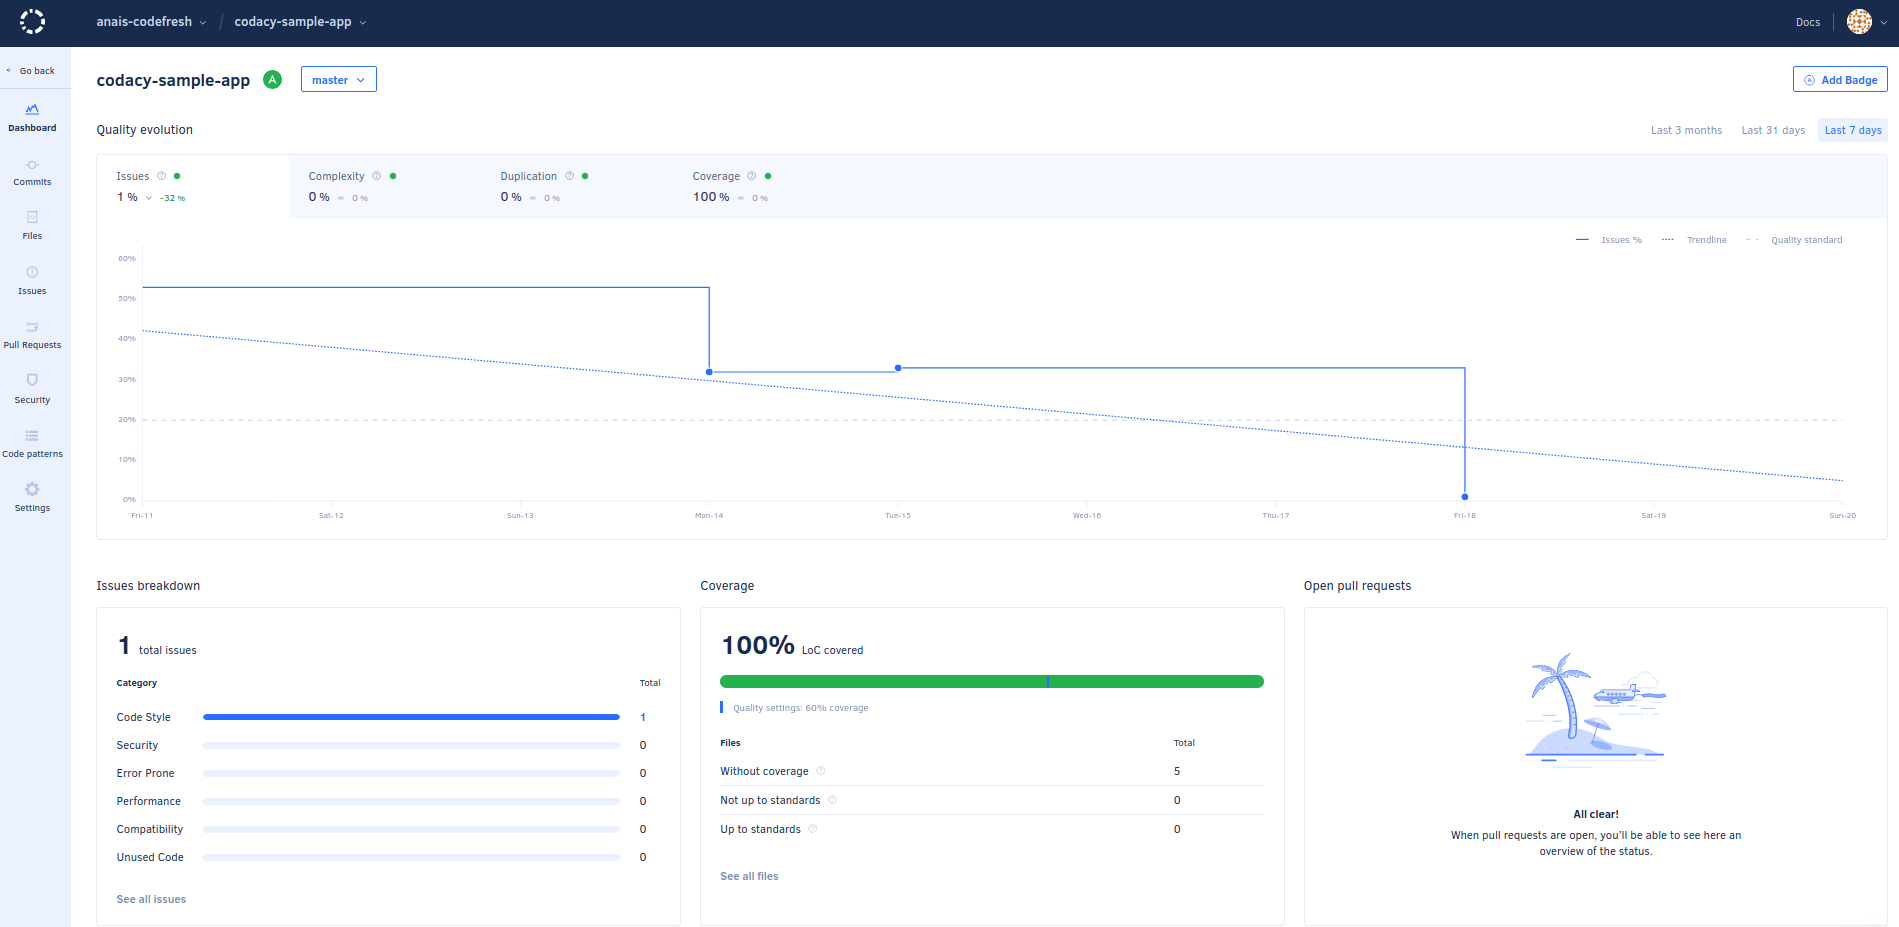 anais-codefresh / codacy-sample-app
Docs
Go back
Dashboard
Commits
Files
Issues
Pull Requests
Security
Code patterns
Settings
codacy-sample-app A master
Add Badge
Quality evolution
Last 3 months Last 31 days Last 7 days
Issues ? Complexity ? Duplication ? Coverage ?
1 % -32 % 0 % = 0 % 0 % = 0 % 100 % = 0 %
Issues % Trendline Quality standard
60%
50%
40%
30%
20%
10%
0%
Fri-11 Sat-12 Sun-13 Mon-14 Tue-15 Wed-16 Thu-17 Fri-18 Sat-19 Sun-20
Issues breakdown
1 total issues
Category Total
Code Style 1
Security 0
Error Prone 0
Performance 0
Compatibility 0
Unused Code 0
See all issues
Coverage
100% LoC covered
Quality settings: 60% coverage
Files Total
Without coverage ? 5
Not up to standards ? 0
Up to standards ? 0
See all files
Open pull requests
All clear!
When pull requests are open, you'll be able to see here an
overview of the status.